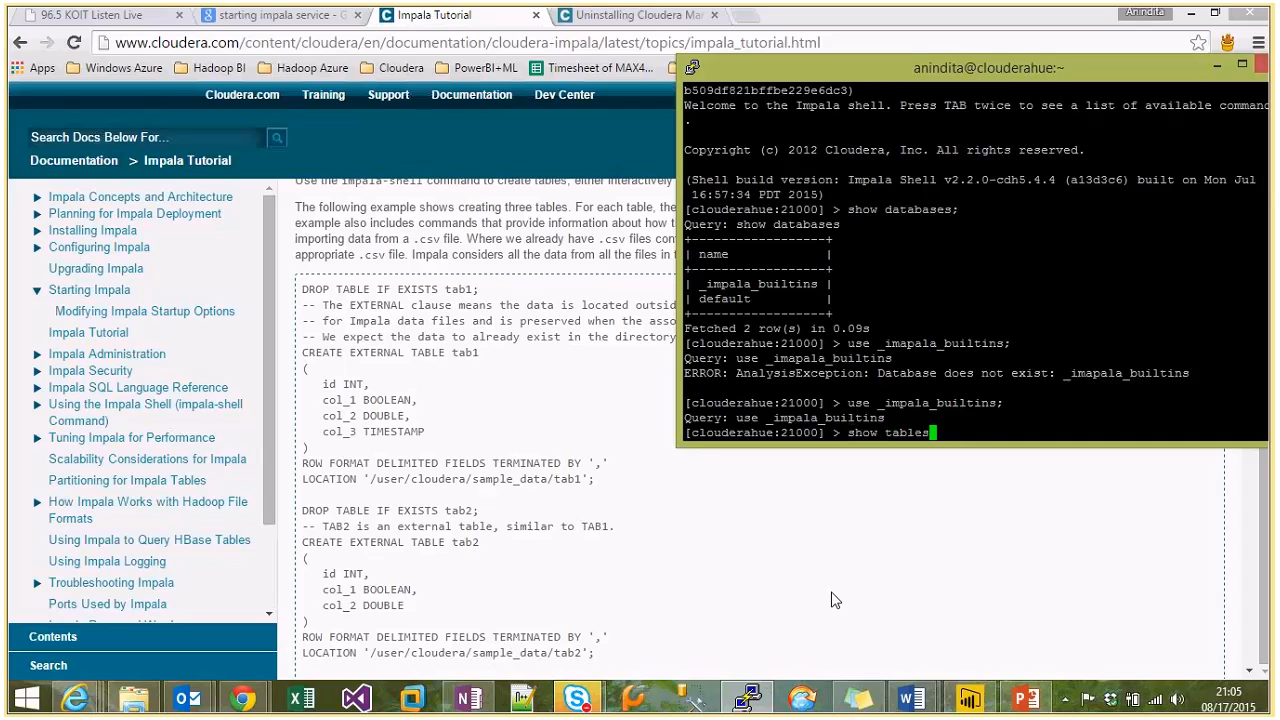 96.5 KOIT Listen Live
starting impala service - G
Impala Tutorial
Uninstalling Cloudera Ma
Anindita
www.cloudera.com/content/cloudera/en/documentation/cloudera-impala/latest/topics/impala_tutorial.html
Apps
Windows Azure
Hadoop BI
Hadoop Azure
Cloudera
PowerBI+ML
Timesheet of MAX4...
Cloudera.com
Training
Support
Documentation
Dev Center
Search Docs Below For...
Documentation > Impala Tutorial
Impala Concepts and Architecture
Planning for Impala Deployment
Installing Impala
Configuring Impala
Upgrading Impala
Starting Impala
Modifying Impala Startup Options
Impala Tutorial
Impala Administration
Impala Security
Impala SQL Language Reference
Using the Impala Shell (impala-shell
Command)
Tuning Impala for Performance
Scalability Considerations for Impala
Partitioning for Impala Tables
How Impala Works with Hadoop File
Formats
Using Impala to Query HBase Tables
Using Impala Logging
Troubleshooting Impala
Ports Used by Impala
Contents
Search
Use the impala-shell command to create tables, either interactively
The following example shows creating three tables. For each table, the
example also includes commands that provide information about how t
importing data from a .csv file. Where we already have .csv files con
appropriate .csv file. Impala considers all the data from all the files in t
DROP TABLE IF EXISTS tab1;
-- The EXTERNAL clause means the data is located outsid
-- for Impala data files and is preserved when the asso
-- We expect the data to already exist in the directory
CREATE EXTERNAL TABLE tab1
(
id INT,
col_1 BOOLEAN,
col_2 DOUBLE,
col_3 TIMESTAMP
)
ROW FORMAT DELIMITED FIELDS TERMINATED BY ','
LOCATION '/user/cloudera/sample_data/tab1';
DROP TABLE IF EXISTS tab2;
-- TAB2 is an external table, similar to TAB1.
CREATE EXTERNAL TABLE tab2
(
id INT,
col_1 BOOLEAN,
col_2 DOUBLE
)
ROW FORMAT DELIMITED FIELDS TERMINATED BY ','
LOCATION '/user/cloudera/sample_data/tab2';
anindita@clouderahue:~
b509df821bffbe229e6dc3)
Welcome to the Impala shell. Press TAB twice to see a list of available comman
.
Copyright (c) 2012 Cloudera, Inc. All rights reserved.
(Shell build version: Impala Shell v2.2.0-cdh5.4.4 (a13d3c6) built on Mon Jul
16:57:34 PDT 2015)
[clouderahue:21000] > show databases;
Query: show databases
+------------------+
| name             |
+------------------+
| _impala_builtins |
| default          |
+------------------+
Fetched 2 row(s) in 0.09s
[clouderahue:21000] > use _imapala_builtins;
Query: use _imapala_builtins
ERROR: AnalysisException: Database does not exist: _imapala_builtins
[clouderahue:21000] > use _impala_builtins;
Query: use _impala_builtins
[clouderahue:21000] > show tables
21:05
08/17/2015